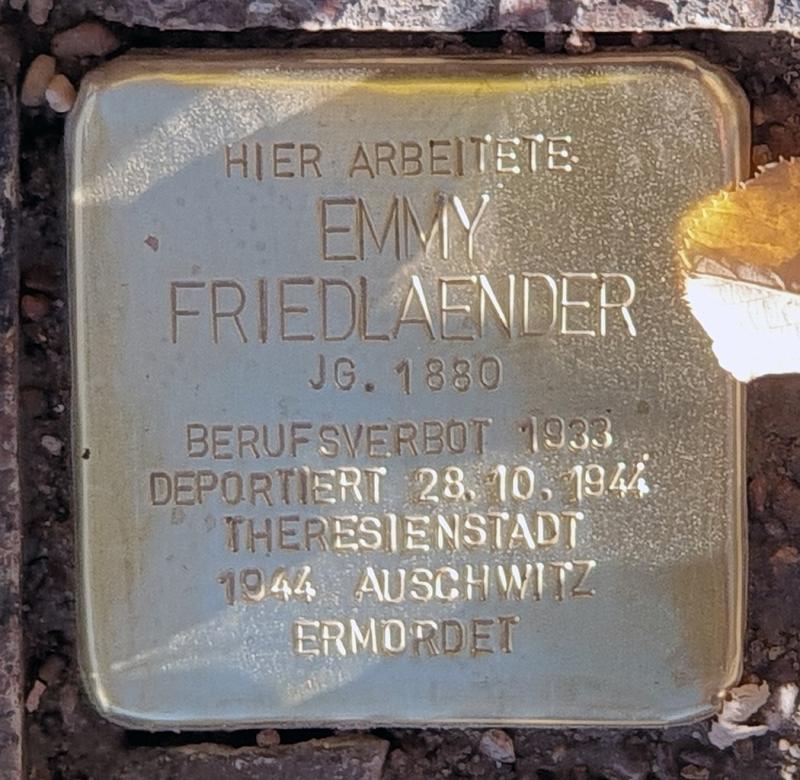 HIER ARBEITETE
EMMY
FRIEDLAENDER
JG. 1880
BERUFSVERBOT 1933
DEPORTIERT 28.10.1944
THERESIENSTADT
1944 AUSCHWITZ
ERMORDET